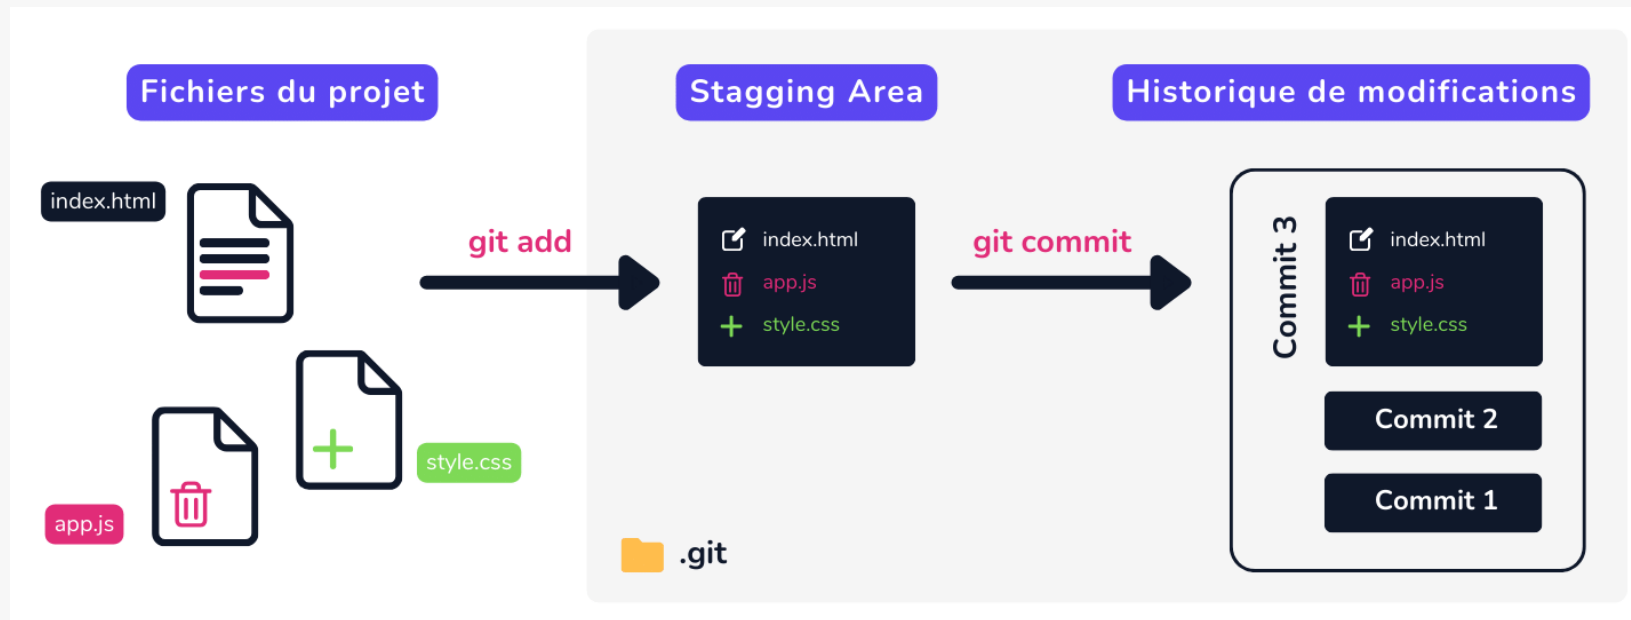 Fichiers du projet
Stagging Area
Historique de modifications
index.html
app.js
style.css
git add
index.html
app.js
style.css
git commit
Commit 3
index.html
app.js
style.css
Commit 2
Commit 1
.git